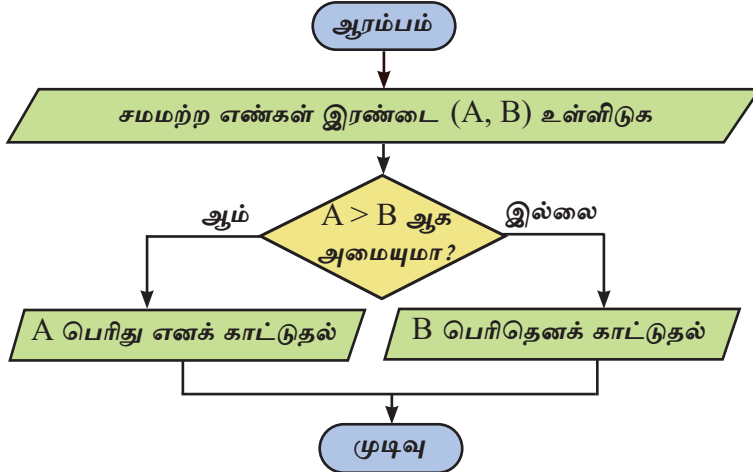 ஆரம்பம்
சமமற்ற எண்கள் இரண்டை (A, B) உள்ளிடுக
ஆம்
A > B ஆக
அமையுமா?
இல்லை
A பெரிது எனக் காட்டுதல்
B பெரிதெனக் காட்டுதல்
முடிவு